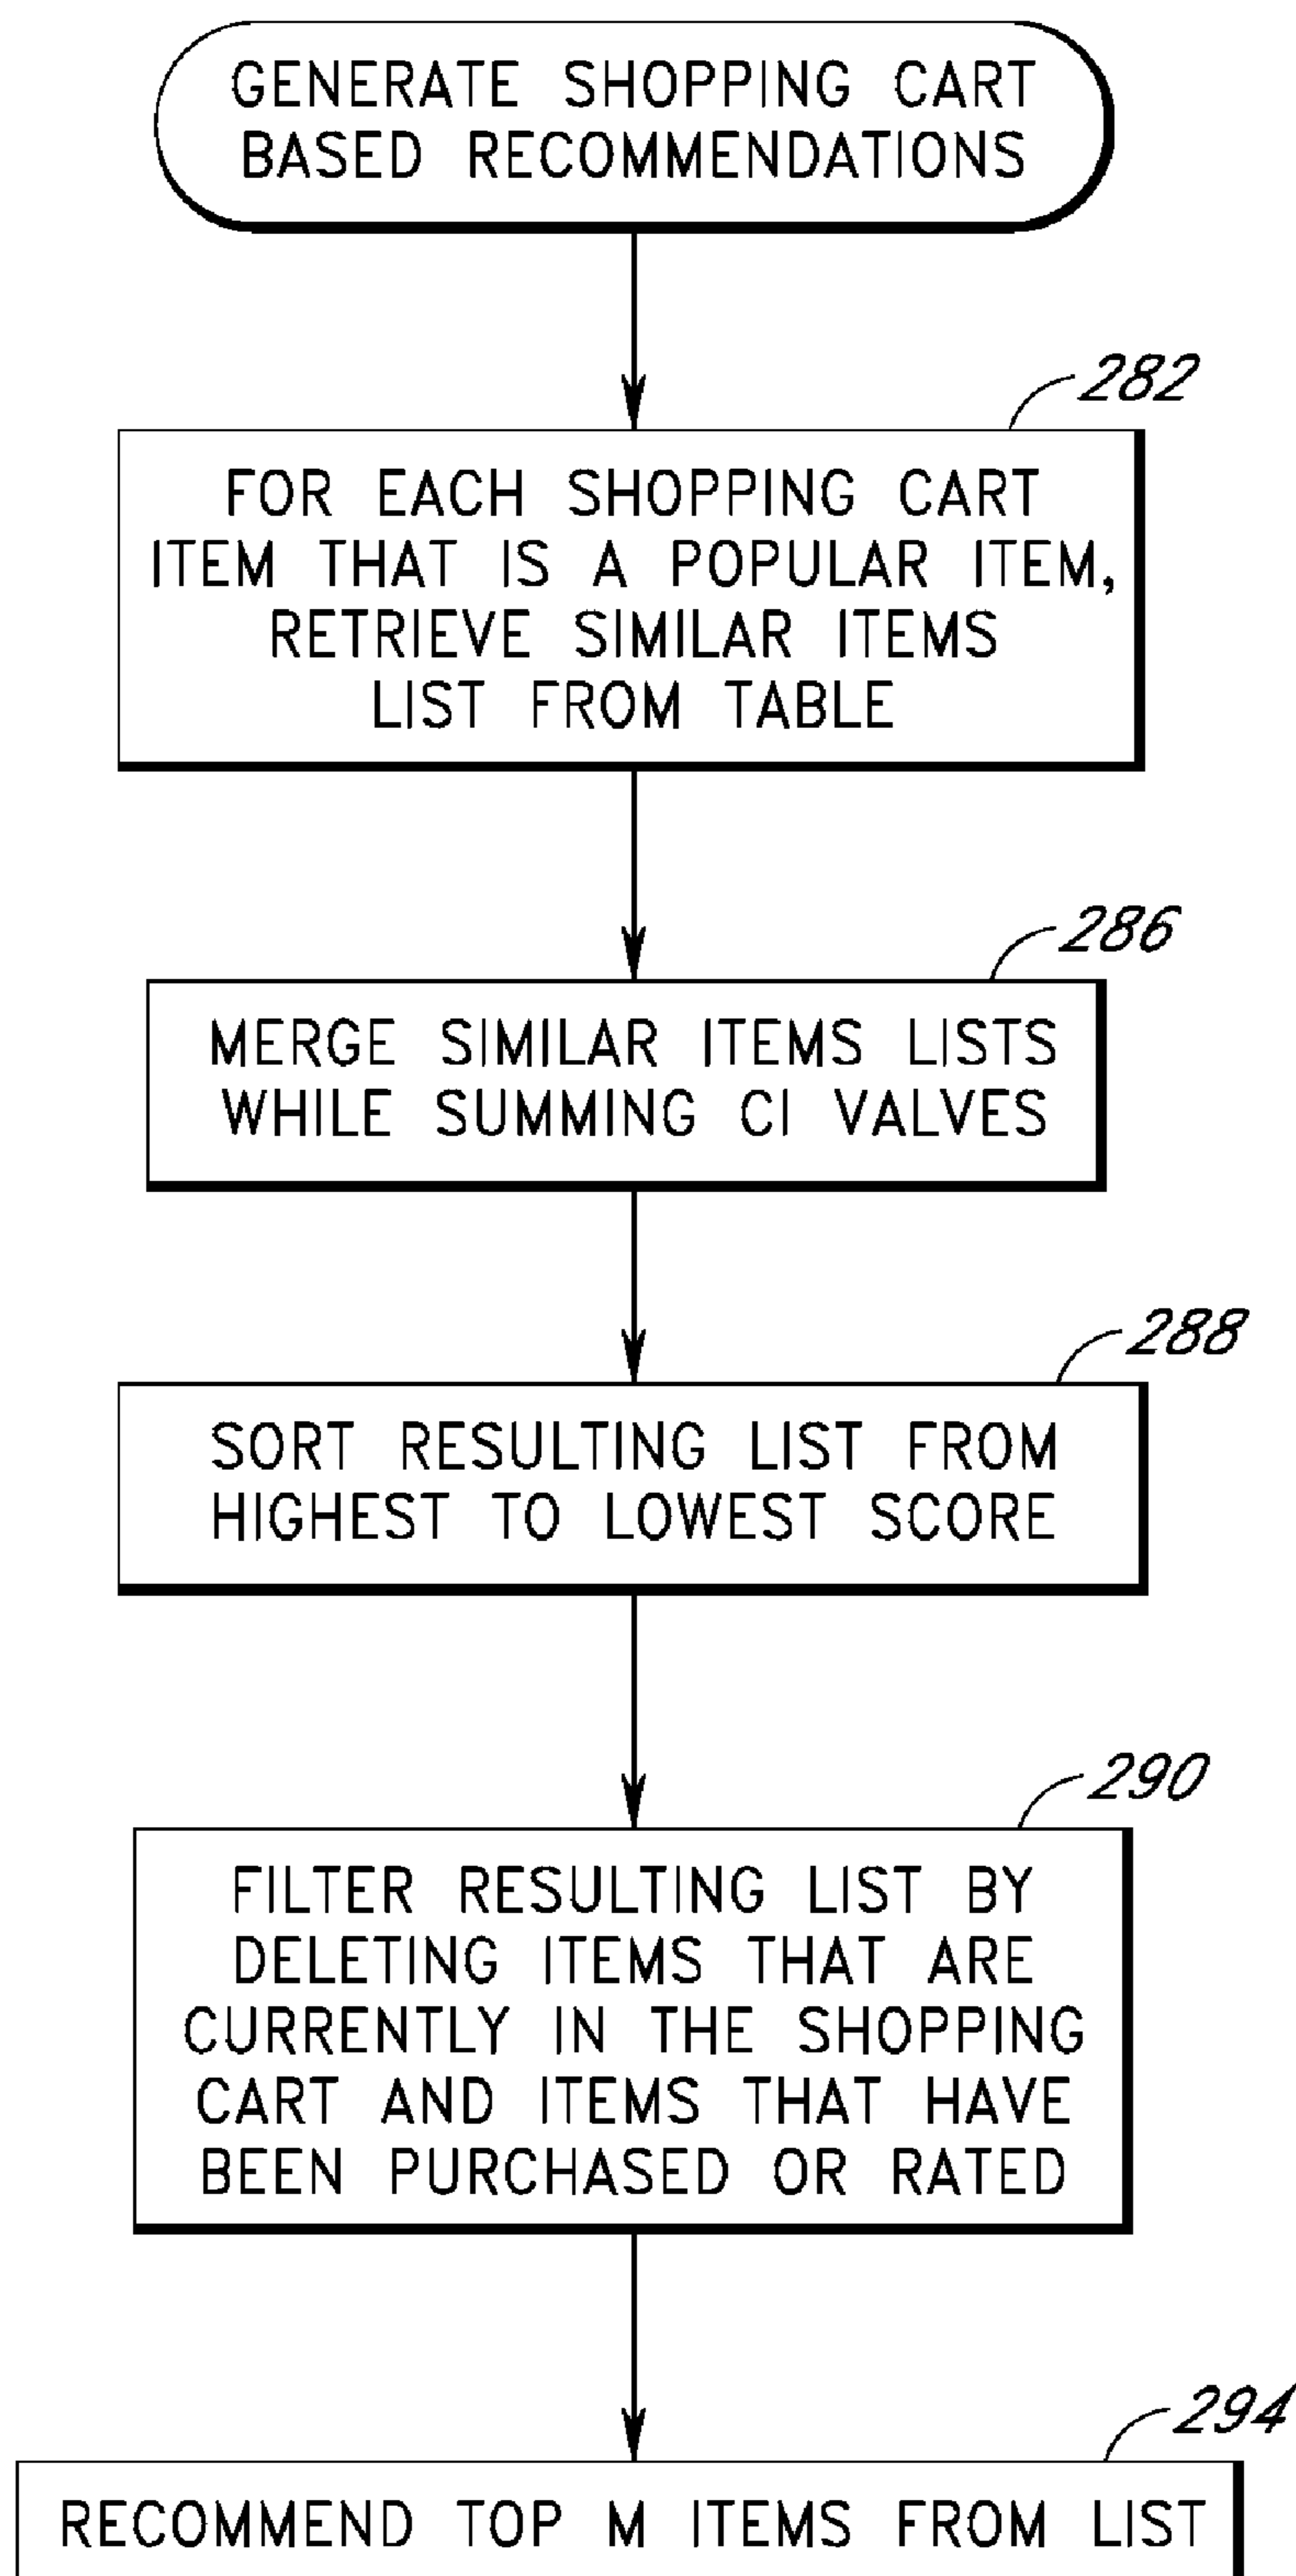 GENERATE SHOPPING CART
BASED RECOMMENDATIONS
282
FOR EACH SHOPPING CART
ITEM THAT IS A POPULAR ITEM,
RETRIEVE SIMILAR ITEMS
LIST FROM TABLE
286
MERGE SIMILAR ITEMS LISTS
WHILE SUMMING CI VALVES
288
SORT RESULTING LIST FROM
HIGHEST TO LOWEST SCORE
290
FILTER RESULTING LIST BY
DELETING ITEMS THAT ARE
CURRENTLY IN THE SHOPPING
CART AND ITEMS THAT HAVE
BEEN PURCHASED OR RATED
294
RECOMMEND TOP M ITEMS FROM LIST